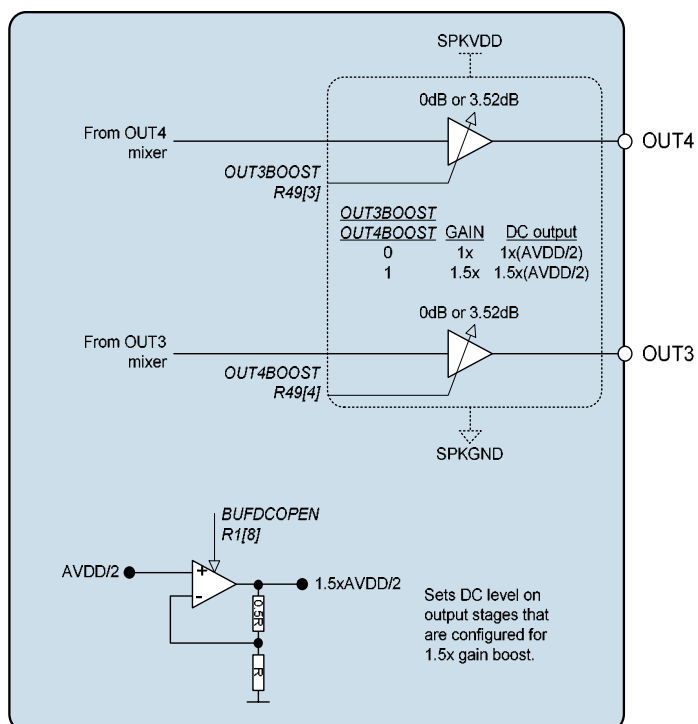 SPKVDD
0dB or 3.52dB
From OUT4
mixer
OUT4
OUT3BOOST
R49[3]
OUT3BOOST
OUT4BOOST GAIN DC output
0 1x 1x(AVDD/2)
1 1.5x 1.5x(AVDD/2)
0dB or 3.52dB
From OUT3
mixer
OUT3
OUT4BOOST
R49[4]
SPKGND
BUFDCOPEN
R1[8]
AVDD/2
+
-
1.5xAVDD/2
0.5R
R
Sets DC level on
output stages that
are configured for
1.5x gain boost.